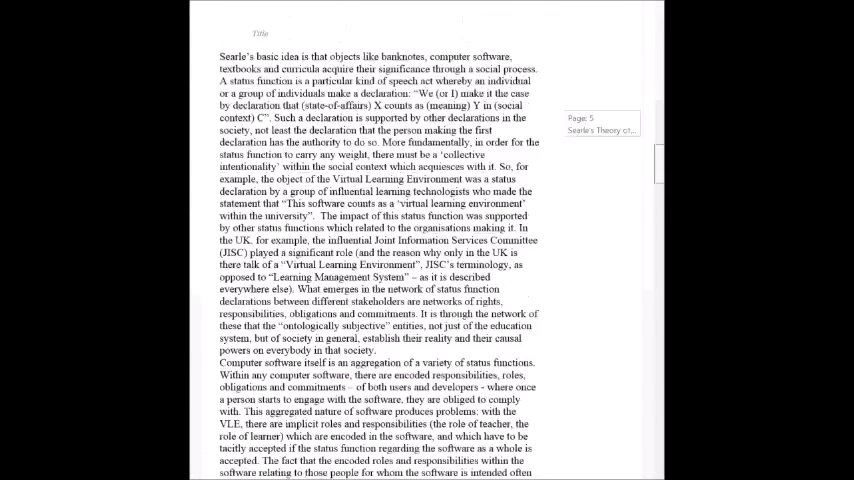 Title
Searle's basic idea is that objects like banknotes, computer software,
textbooks and curricula acquire their significance through a social process.
A status function is a particular kind of speech act whereby an individual
or a group of individuals make a declaration: “We (or I) make it the case
by declaration that (state-of-affairs) X counts as (meaning) Y in (social
context) C”. Such a declaration is supported by other declarations in the
society, not least the declaration that the person making the first
declaration has the authority to do so. More fundamentally, in order for the
status function to carry any weight, there must be a ‘collective
intentionality’ within the social context which acquiesces with it. So, for
example, the object of the Virtual Learning Environment was a status
declaration by a group of influential learning technologists who made the
statement that “This software counts as a ‘virtual learning environment’
within the university”.  The impact of this status function was supported
by other status functions which related to the organisations making it. In
the UK, for example, the influential Joint Information Services Committee
(JISC) played a significant role (and the reason why only in the UK is
there talk of a “Virtual Learning Environment”, JISC's terminology, as
opposed to “Learning Management System” – as it is described
everywhere else). What emerges in the network of status function
declarations between different stakeholders are networks of rights,
responsibilities, obligations and commitments. It is through the network of
these that the “ontologically subjective” entities, not just of the education
system, but of society in general, establish their reality and their causal
powers on everybody in that society.
Computer software itself is an aggregation of a variety of status functions.
Within any computer software, there are encoded responsibilities, roles,
obligations and commitments – of both users and developers - where once
a person starts to engage with the software, they are obliged to comply
with. This aggregated nature of software produces problems: with the
VLE, there are implicit roles and responsibilities (the role of teacher, the
role of learner) which are encoded in the software, and which have to be
tacitly accepted if the status function regarding the software as a whole is
accepted. The fact that the encoded roles and responsibilities within the
software relating to those people for whom the software is intended often
Page: 5
Searle's Theory of...